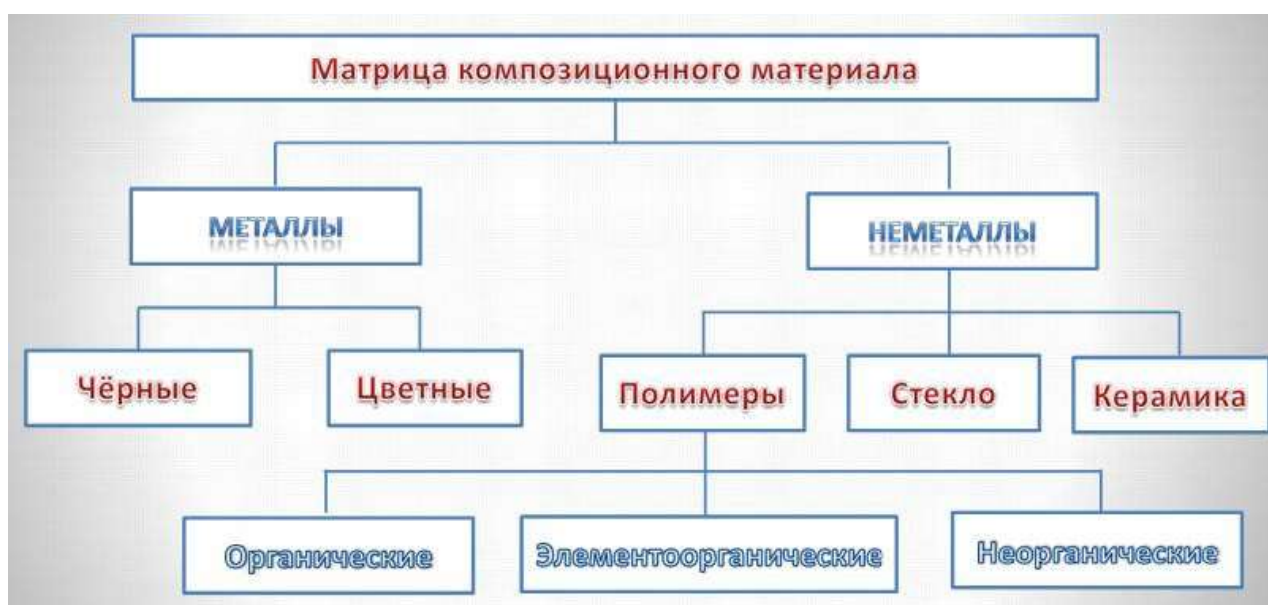 Матрица композиционного материала
МЕТАЛЛЫ
НЕМЕТАЛЛЫ
Чёрные
Цветные
Полимеры
Стекло
Керамика
Органические
Элементоорганические
Неорганические